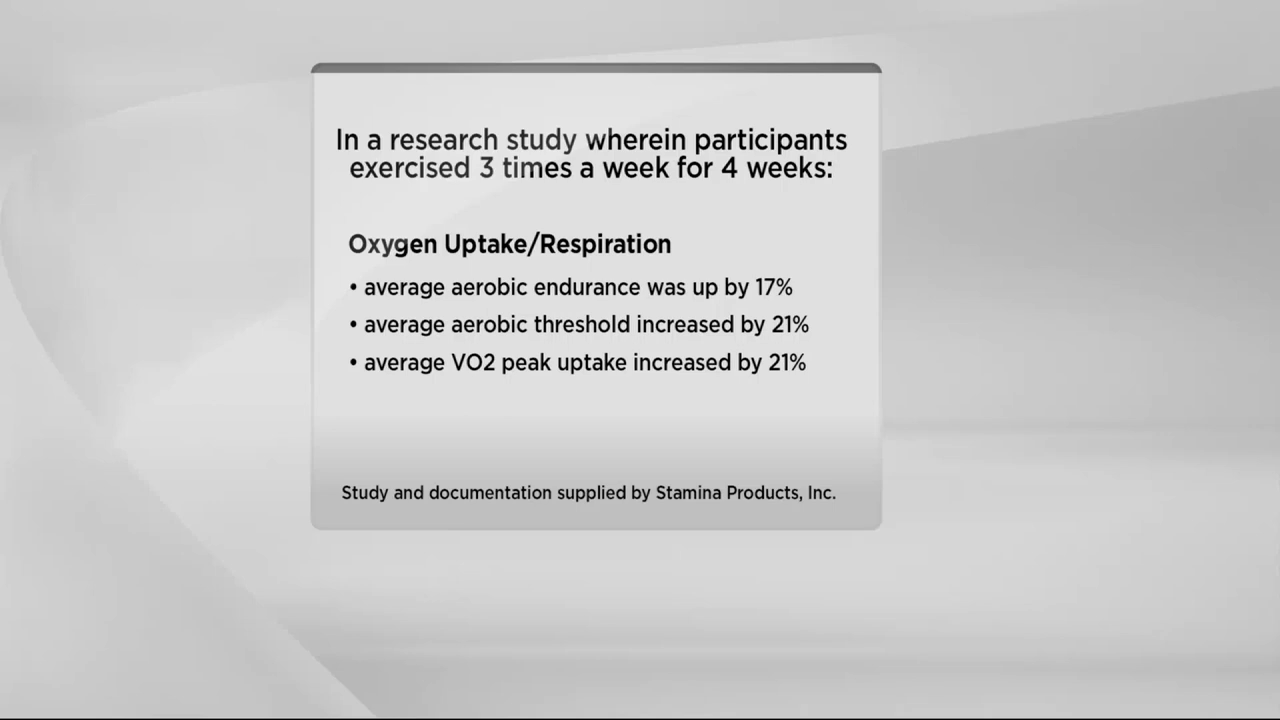 In a research study wherein participants
exercised 3 times a week for 4 weeks:
Oxygen Uptake/Respiration
• average aerobic endurance was up by 17%
• average aerobic threshold increased by 21%
• average VO2 peak uptake increased by 21%
Study and documentation supplied by Stamina Products, Inc.